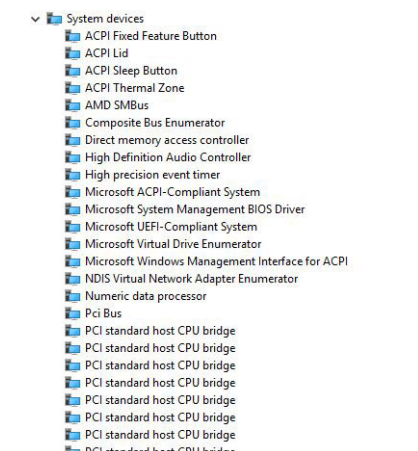 System devices
ACPI Fixed Feature Button
ACPI Lid
ACPI Sleep Button
ACPI Thermal Zone
AMD SMBus
Composite Bus Enumerator
Direct memory access controller
High Definition Audio Controller
High precision event timer
Microsoft ACPI-Compliant System
Microsoft System Management BIOS Driver
Microsoft UEFI-Compliant System
Microsoft Virtual Drive Enumerator
Microsoft Windows Management Interface for ACPI
NDIS Virtual Network Adapter Enumerator
Numeric data processor
Pci Bus
PCI standard host CPU bridge
PCI standard host CPU bridge
PCI standard host CPU bridge
PCI standard host CPU bridge
PCI standard host CPU bridge
PCI standard host CPU bridge
PCI standard host CPU bridge
PCI standard host CPU bridge